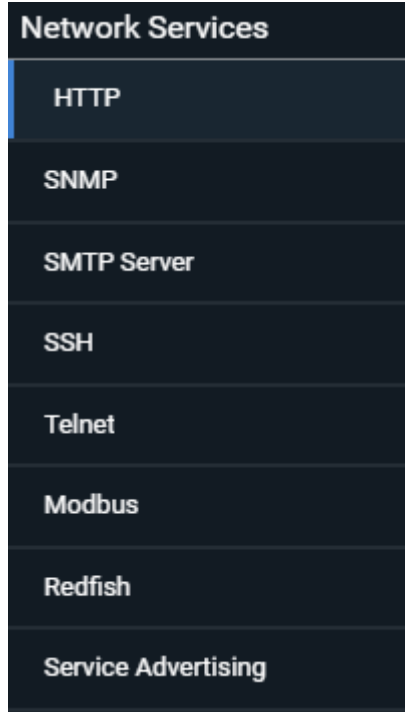 Network Services
HTTP
SNMP
SMTP Server
SSH
Telnet
Modbus
Redfish
Service Advertising